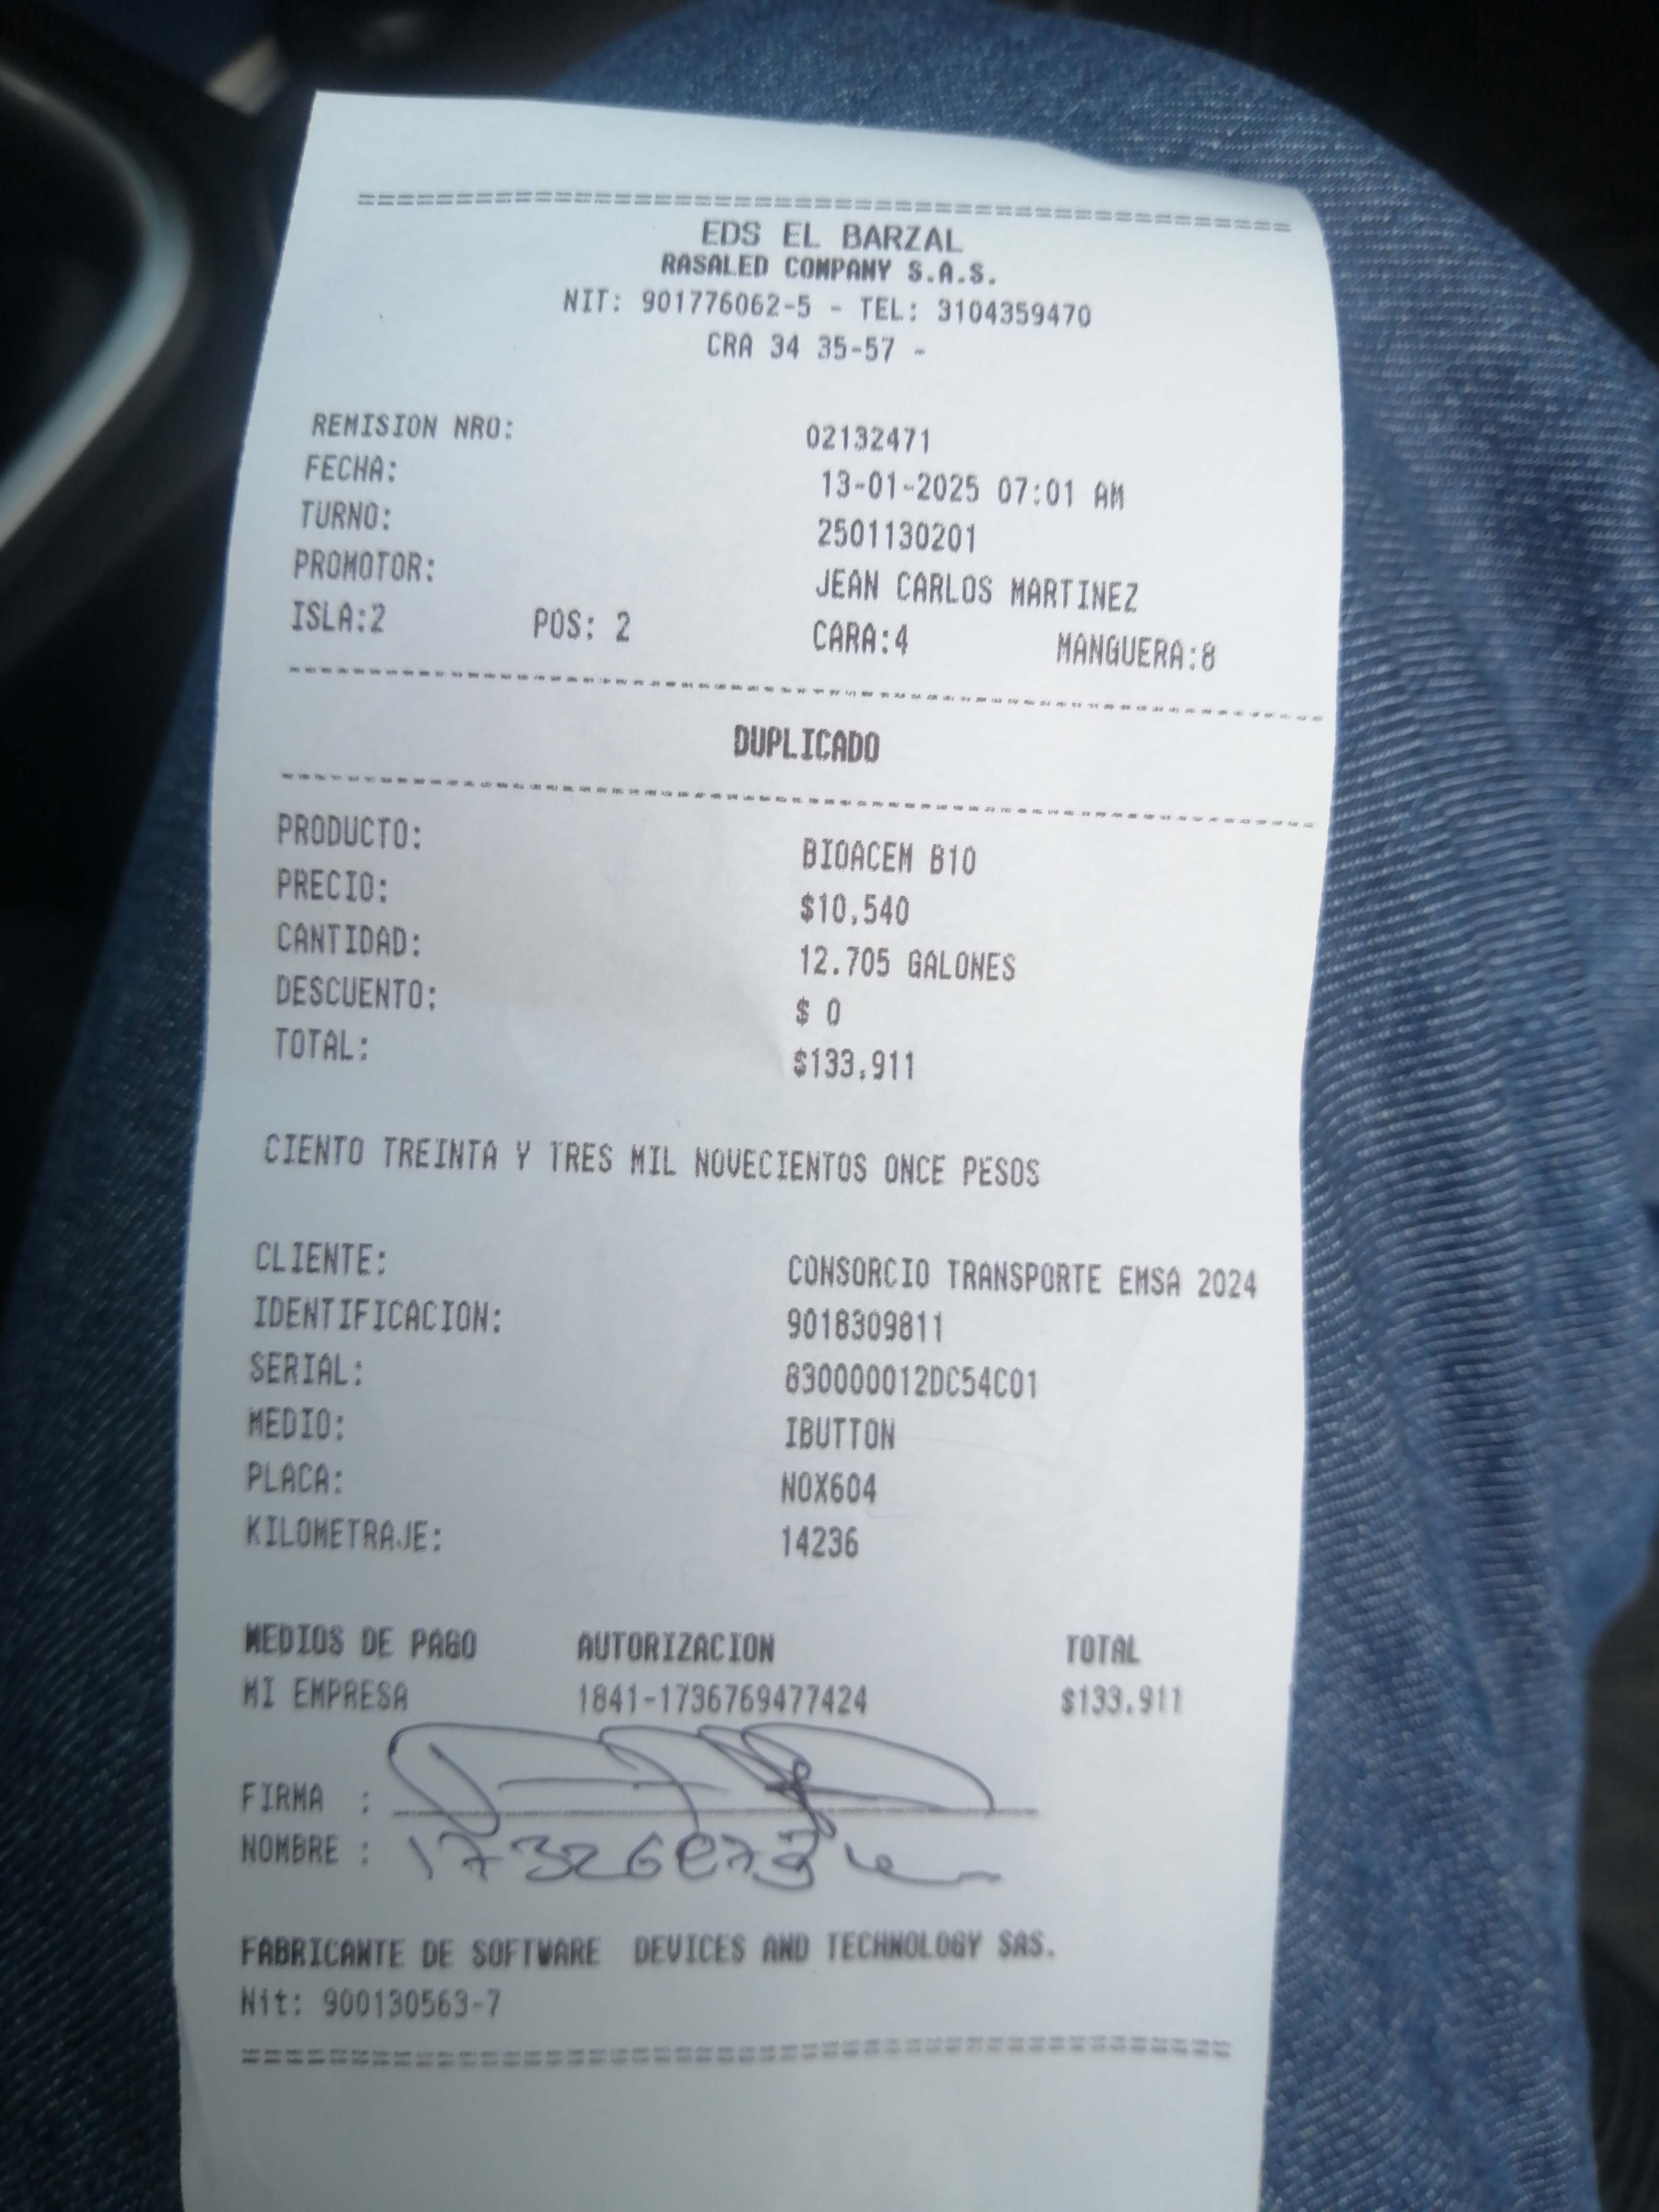 EDS EL BARZAL
RASALED COMPANY S.A.S.
NIT: 901776062-5 - TEL: 3104359470
CRA 34 35-57 -
REMISION NRO: 02132471
FECHA: 13-01-2025 07:01 AM
TURNO: 2501130201
PROMOTOR: JEAN CARLOS MARTINEZ
ISLA:2 POS: 2 CARA:4 MANGUERA:8
DUPLICADO
PRODUCTO: BIOACEM B10
PRECIO: $10,540
CANTIDAD: 12.705 GALONES
DESCUENTO: $ 0
TOTAL: $133,911
CIENTO TREINTA Y TRES MIL NOVECIENTOS ONCE PESOS
CLIENTE: CONSORCIO TRANSPORTE EMSA 2024
IDENTIFICACION: 9018309811
SERIAL: 830000012DC54C01
MEDIO: IBUTTON
PLACA: NOX604
KILOMETRAJE: 14236
MEDIOS DE PAGO AUTORIZACION TOTAL
MI EMPRESA 1841-1736769477424 $133,911
FIRMA :
NOMBRE :
FABRICANTE DE SOFTWARE DEVICES AND TECHNOLOGY SAS.
Nit: 900130563-7